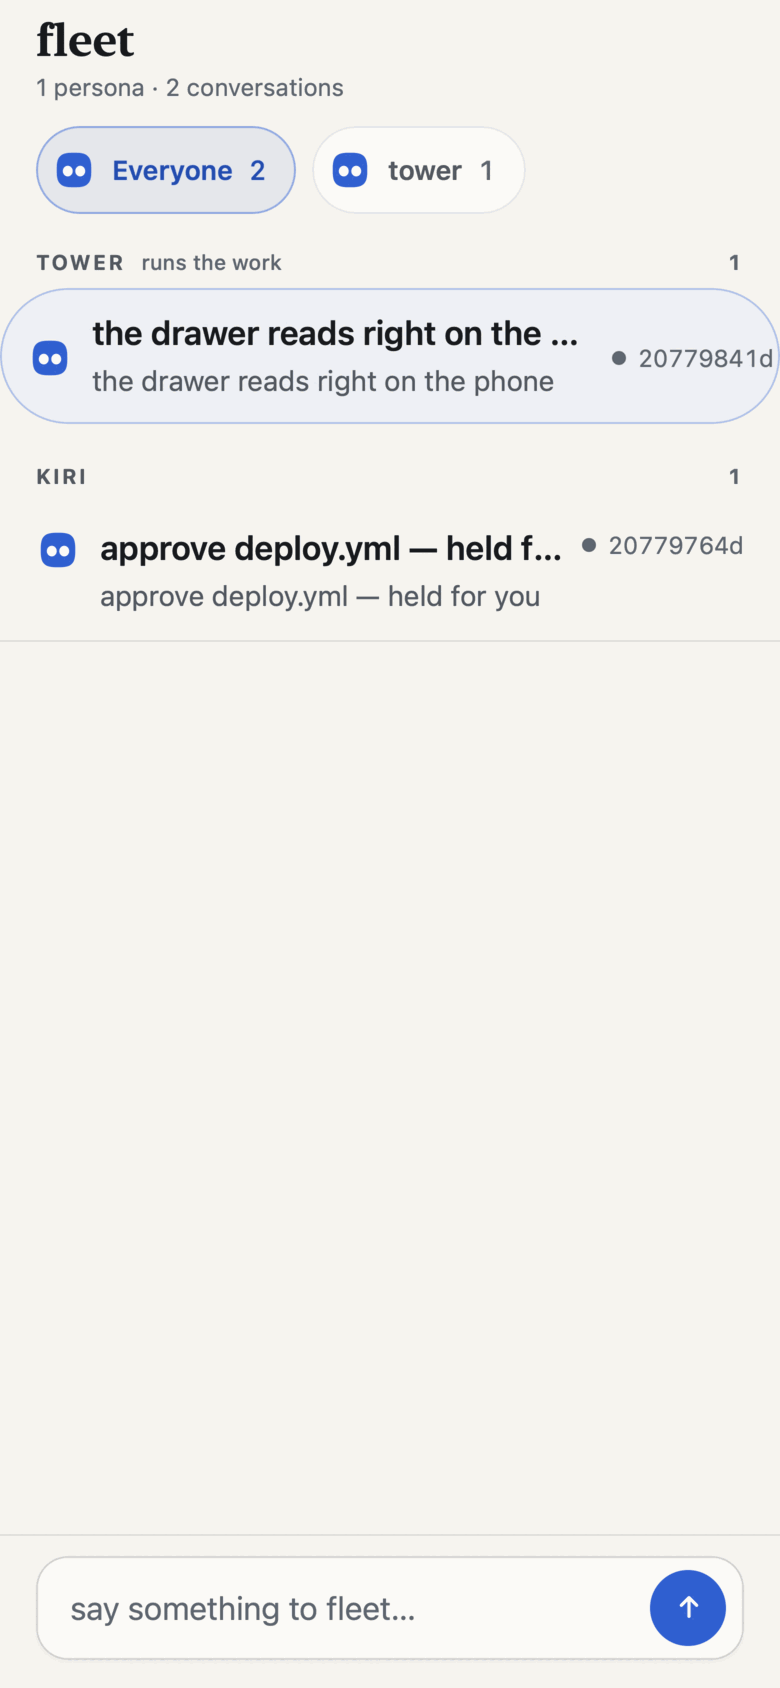 fleet
1 persona · 2 conversations
Everyone 2
tower 1
TOWER runs the work 1
the drawer reads right on the ...
20779841d
the drawer reads right on the phone
KIRI 1
approve deploy.yml — held f...
20779764d
approve deploy.yml — held for you
say something to fleet...